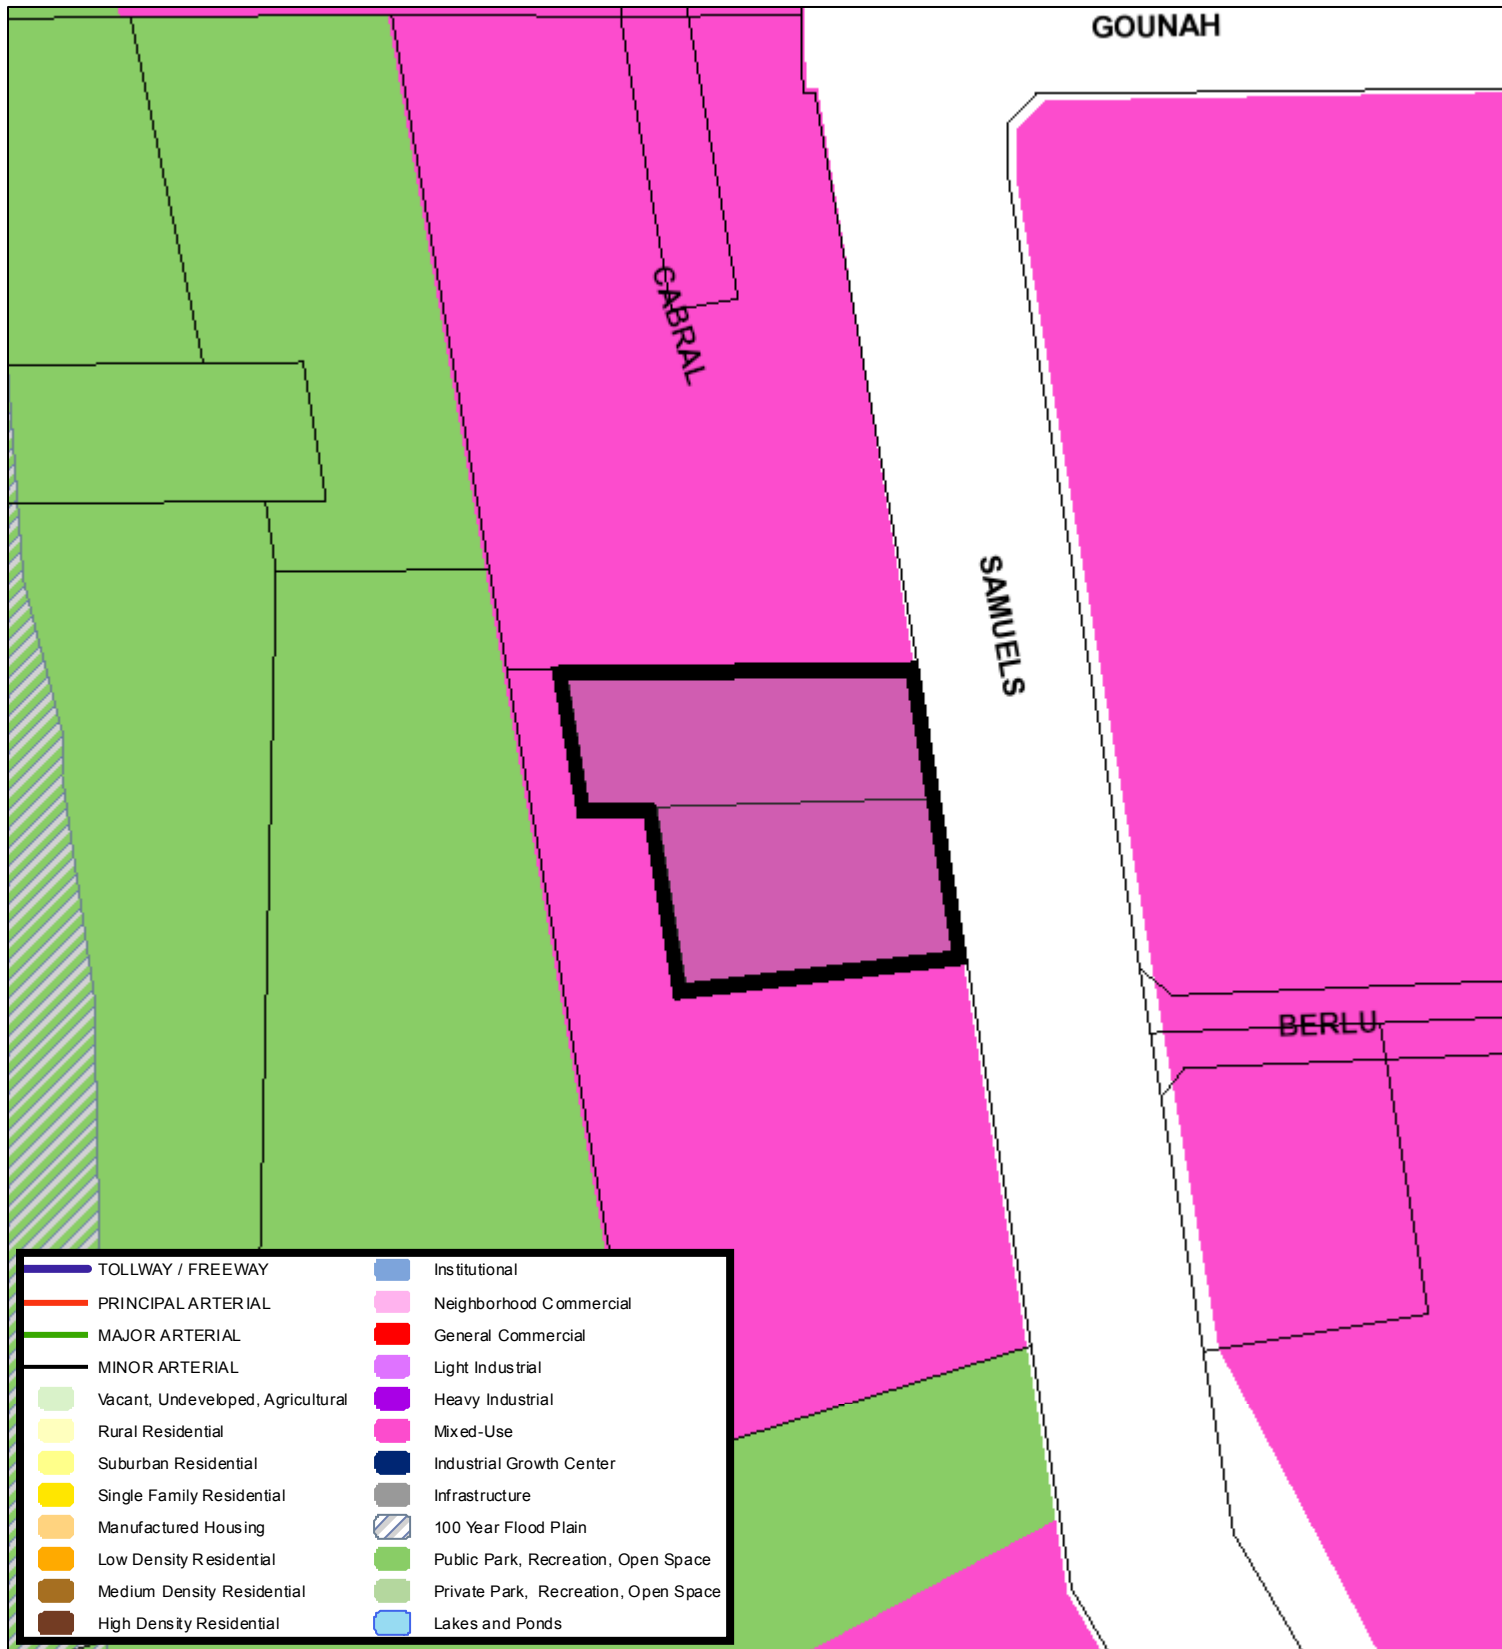 GOUNAH
CABRAL
SAMUELS
BERLU
TOLLWAY / FREEWAY
PRINCIPAL ARTERIAL
MAJOR ARTERIAL
MINOR ARTERIAL
Vacant, Undeveloped, Agricultural
Rural Residential
Suburban Residential
Single Family Residential
Manufactured Housing
Low Density Residential
Medium Density Residential
High Density Residential
Institutional
Neighborhood Commercial
General Commercial
Light Industrial
Heavy Industrial
Mixed-Use
Industrial Growth Center
Infrastructure
100 Year Flood Plain
Public Park, Recreation, Open Space
Private Park, Recreation, Open Space
Lakes and Ponds